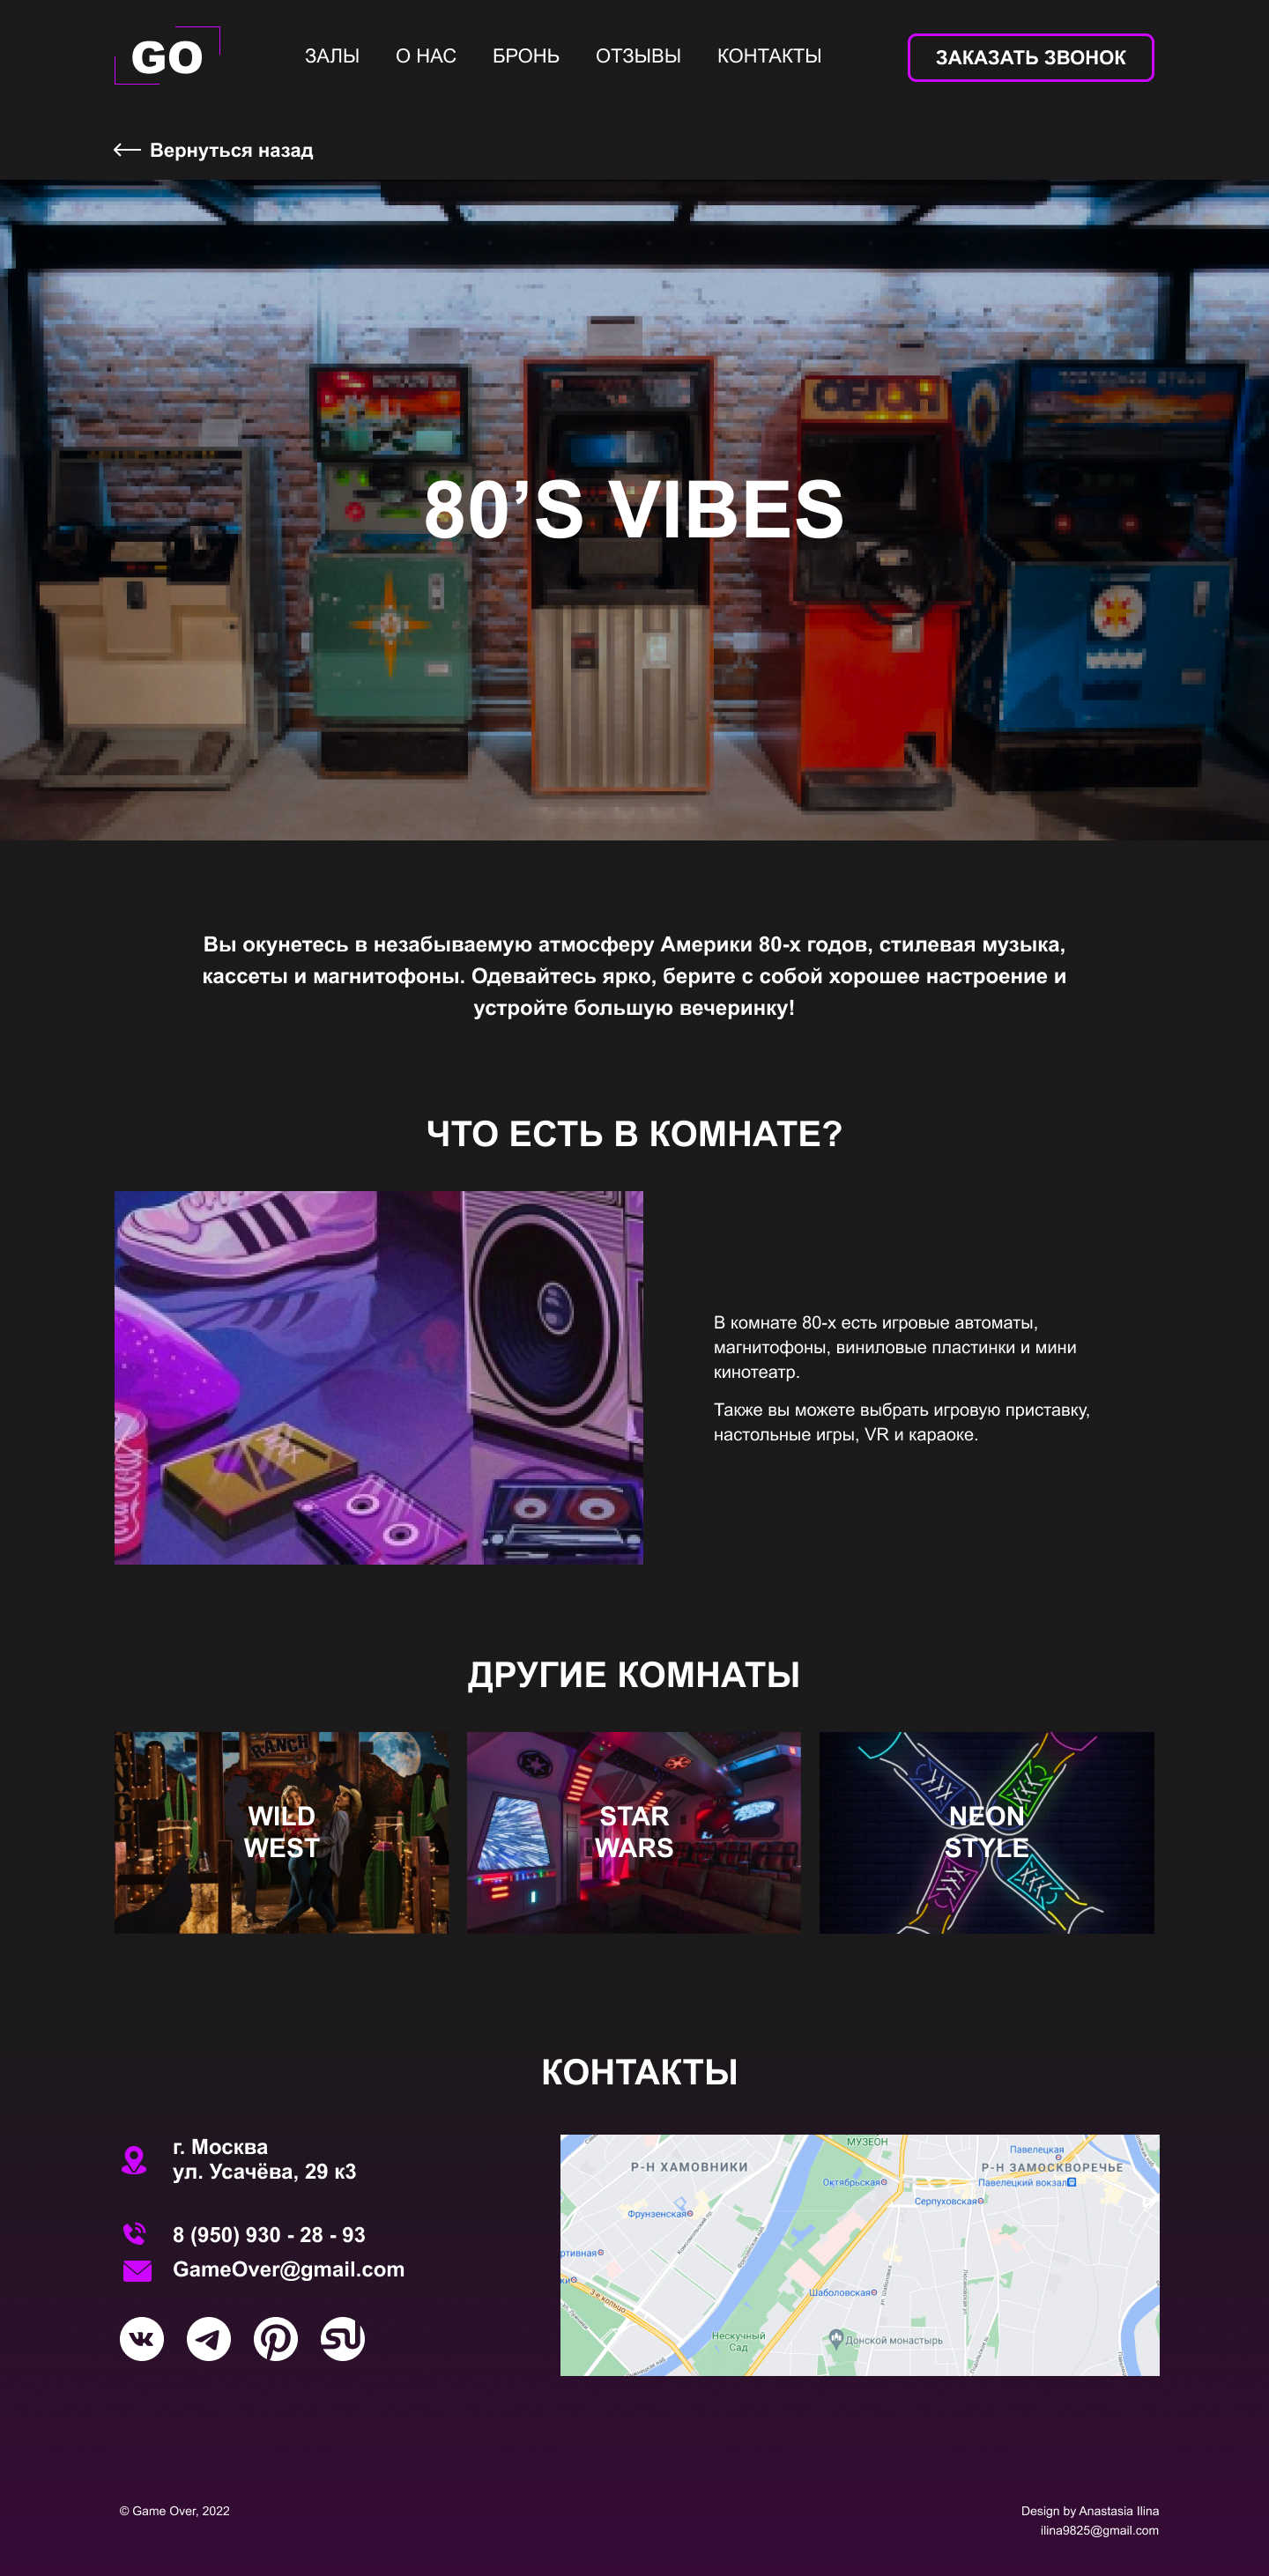 GO
ЗАЛЫ
О НАС
БРОНЬ
ОТЗЫВЫ
КОНТАКТЫ
ЗАКАЗАТЬ ЗВОНОК
Вернуться назад
80’S VIBES
Вы окунетесь в незабываемую атмосферу Америки 80-х годов, стилевая музыка,
кассеты и магнитофоны. Одевайтесь ярко, берите с собой хорошее настроение и
устройте большую вечеринку!
ЧТО ЕСТЬ В КОМНАТЕ?
В комнате 80-х есть игровые автоматы,
магнитофоны, виниловые пластинки и мини
кинотеатр.
Также вы можете выбрать игровую приставку,
настольные игры, VR и караоке.
ДРУГИЕ КОМНАТЫ
RANCH
WILD
WEST
STAR
WARS
NEON
STYLE
КОНТАКТЫ
г. Москва
ул. Усачёва, 29 к3
8 (950) 930 - 28 - 93
GameOver@gmail.com
МУЗЕОН
Павелецкая
Р-Н ХАМОВНИКИ
Р-Н ЗАМОСКВОРЕЧЬЕ
Октябрьская
Павелецкий вокзал
Серпуховская
Фрунзенская
ртивная
Шаболовская
3-е кольцо
Нескучный
Сад
Донской монастырь
© Game Over, 2022
Design by Anastasia Ilina
ilina9825@gmail.com